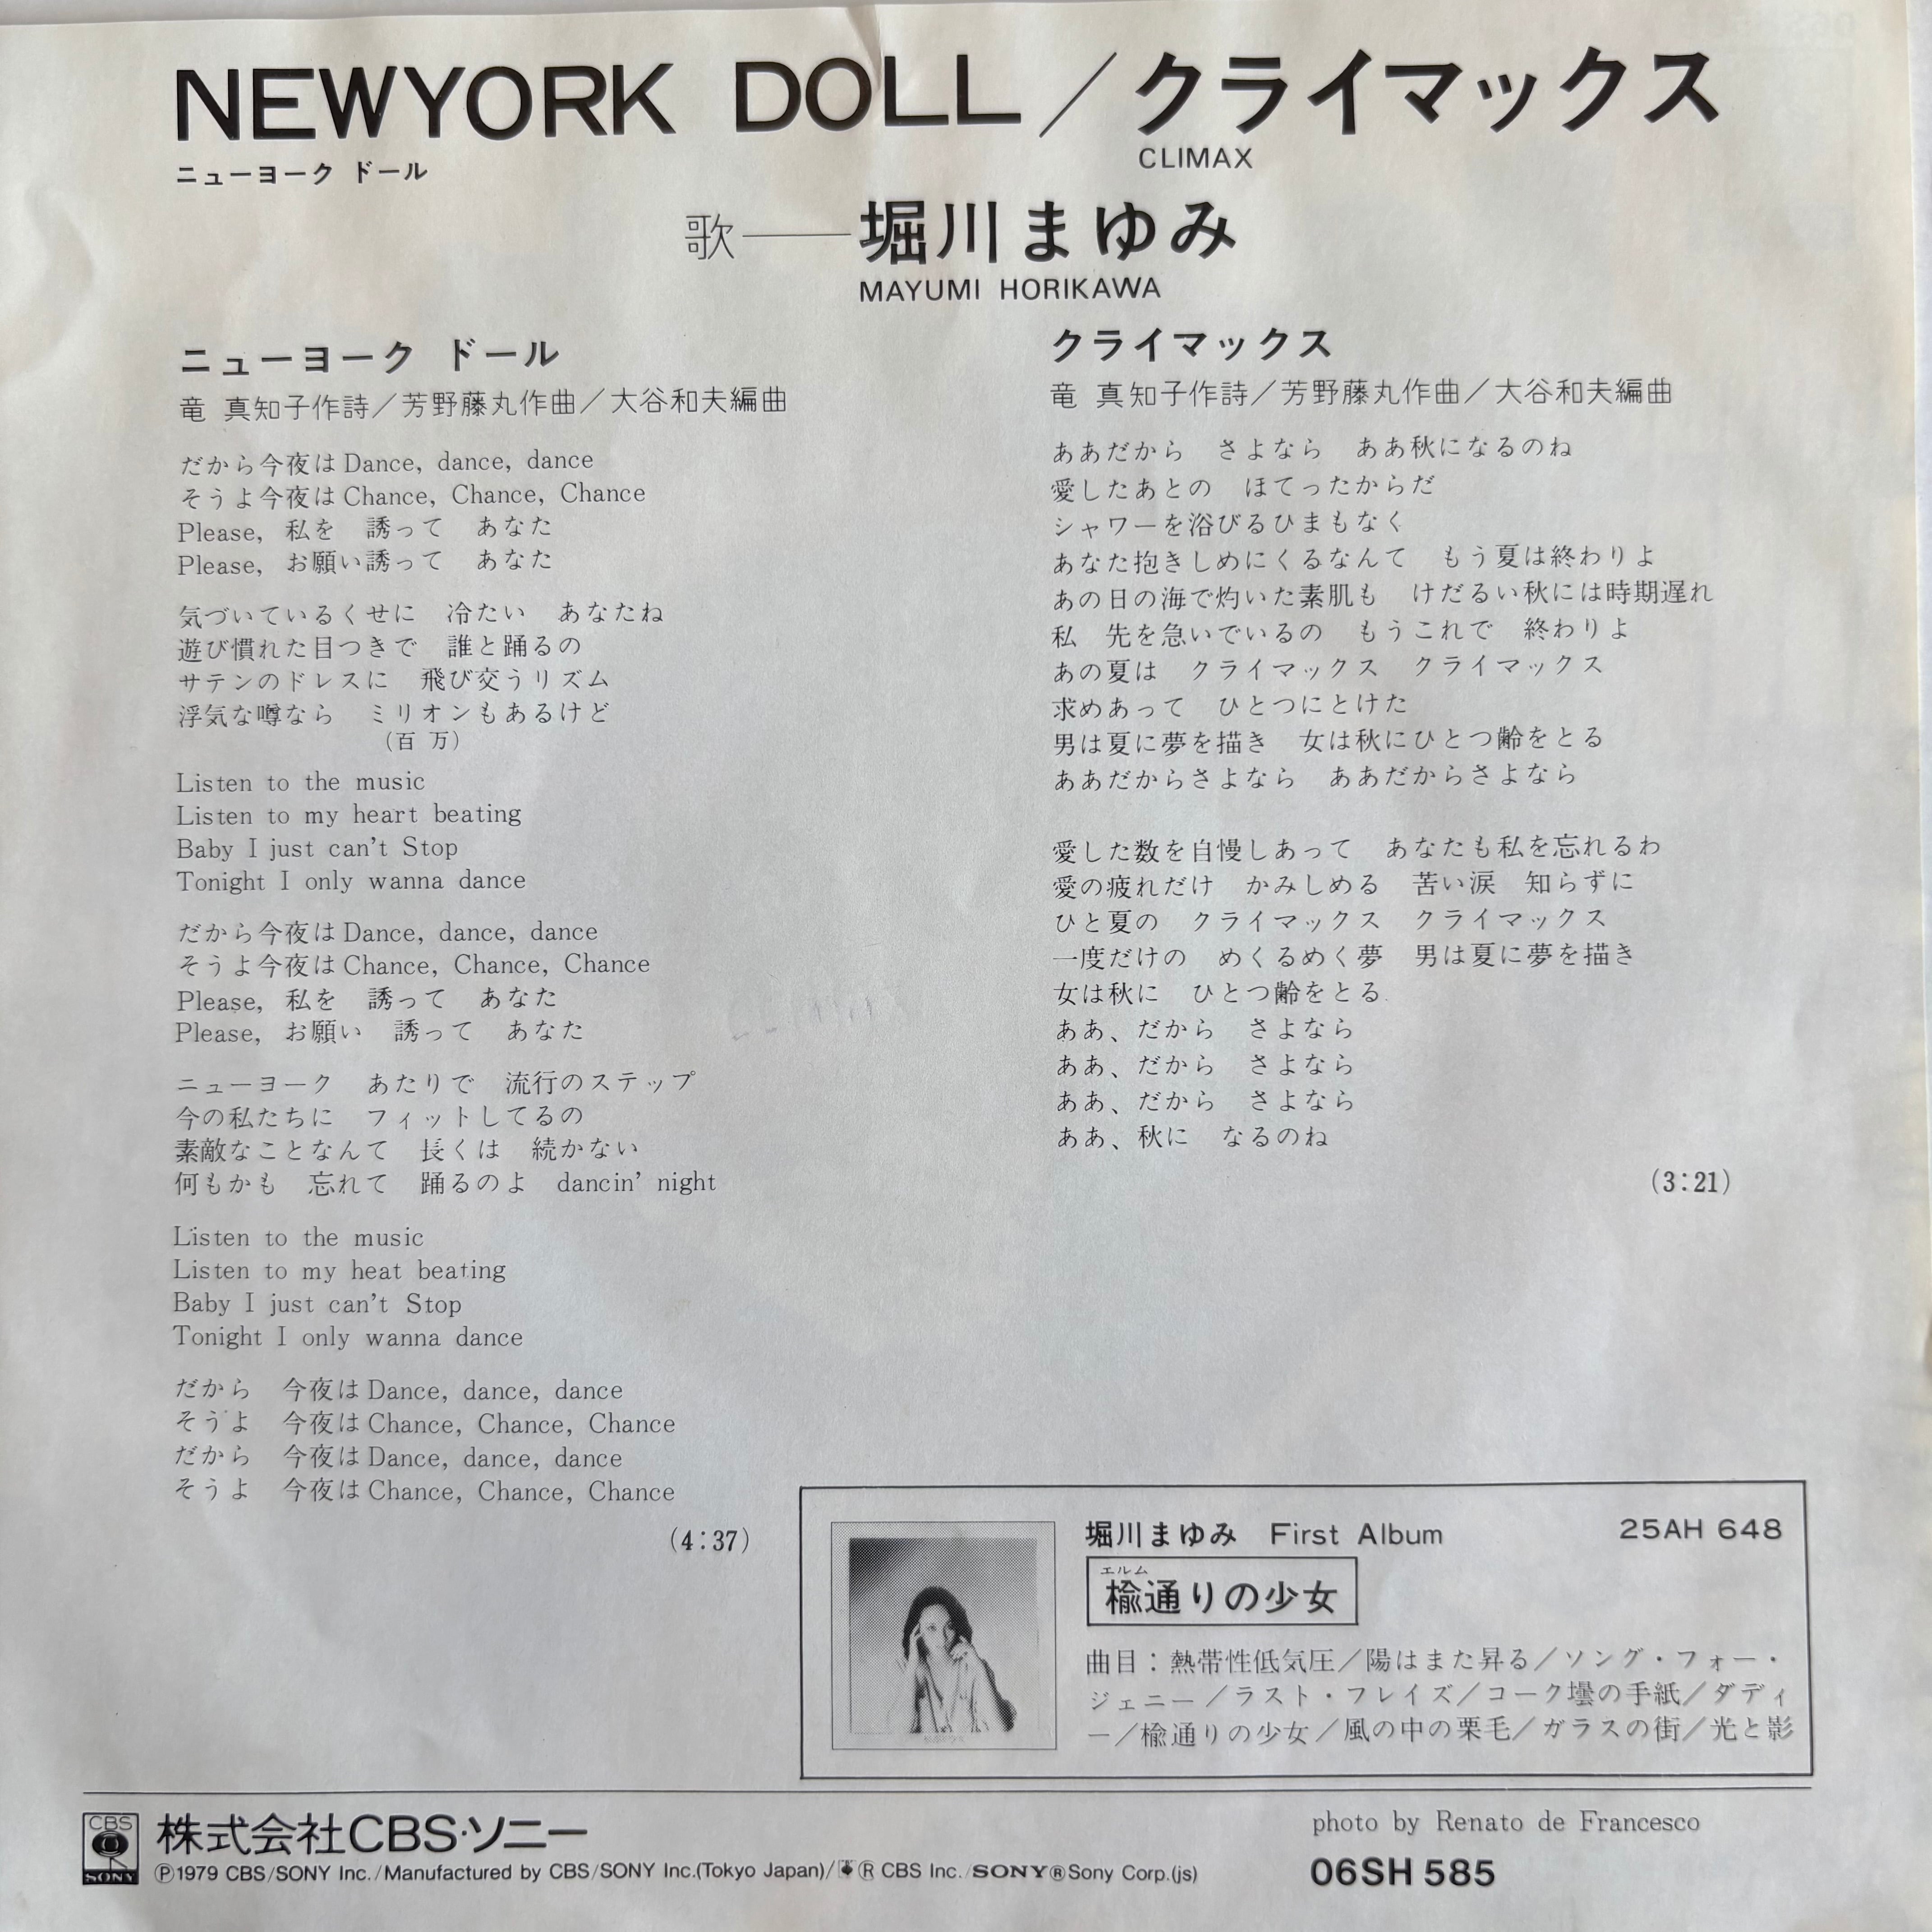 NEWYORK DOLL／クライマックス
ニューヨーク ドール
CLIMAX
歌——堀川まゆみ
MAYUMI HORIKAWA
ニューヨーク ドール
竜 真知子作詩／芳野藤丸作曲／大谷和夫編曲
だから今夜はDance, dance, dance
そうよ今夜はChance, Chance, Chance
Please, 私を 誘って あなた
Please, お願い誘って あなた
気づいているくせに 冷たい あなたね
遊び慣れた目つきで 誰と踊るの
サテンのドレスに 飛び交うリズム
浮気な噂なら ミリオンもあるけど
(百万)
Listen to the music
Listen to my heart beating
Baby I just can't Stop
Tonight I only wanna dance
だから今夜はDance, dance, dance
そうよ今夜はChance, Chance, Chance
Please, 私を 誘って あなた
Please, お願い 誘って あなた
ニューヨーク あたりで 流行のステップ
今の私たちに フィットしてるの
素敵なことなんて 長くは 続かない
何もかも 忘れて 踊るのよ dancin' night
Listen to the music
Listen to my heat beating
Baby I just can't Stop
Tonight I only wanna dance
だから 今夜はDance, dance, dance
そうよ 今夜はChance, Chance, Chance
だから 今夜はDance, dance, dance
そうよ 今夜はChance, Chance, Chance
(4:37)
クライマックス
竜 真知子作詩／芳野藤丸作曲／大谷和夫編曲
ああだから さよなら ああ秋になるのね
愛したあとの ほてったからだ
シャワーを浴びるひまもなく
あなた抱きしめにくるなんて もう夏は終わりよ
あの日の海で灼いた素肌も けだるい秋には時期遅れ
私 先を急いでいるの もうこれで 終わりよ
あの夏は クライマックス クライマックス
求めあって ひとつにとけた
男は夏に夢を描き 女は秋にひとつ齢をとる
ああだからさよなら ああだからさよなら
愛した数を自慢しあって あなたも私を忘れるわ
愛の疲れだけ かみしめる 苦い涙 知らずに
ひと夏の クライマックス クライマックス
一度だけの めくるめく夢 男は夏に夢を描き
女は秋に ひとつ齢をとる
ああ、だから さよなら
ああ、だから さよなら
ああ、だから さよなら
ああ、秋に なるのね
(3:21)
堀川まゆみ First Album 25AH 648
エルム
楡通りの少女
曲目：熱帯性低気圧／陽はまた昇る／ソング・フォー・
ジェニー／ラスト・フレイズ／コーク壜の手紙／ダディ
ー／楡通りの少女／風の中の栗毛／ガラスの街／光と影
CBS
SONY
株式会社CBS・ソニー
Ⓟ1979 CBS/SONY Inc./Manufactured by CBS/SONY Inc.(Tokyo Japan)/Ⓡ CBS Inc./SONY®Sony Corp.(js)
photo by Renato de Francesco
06SH 585